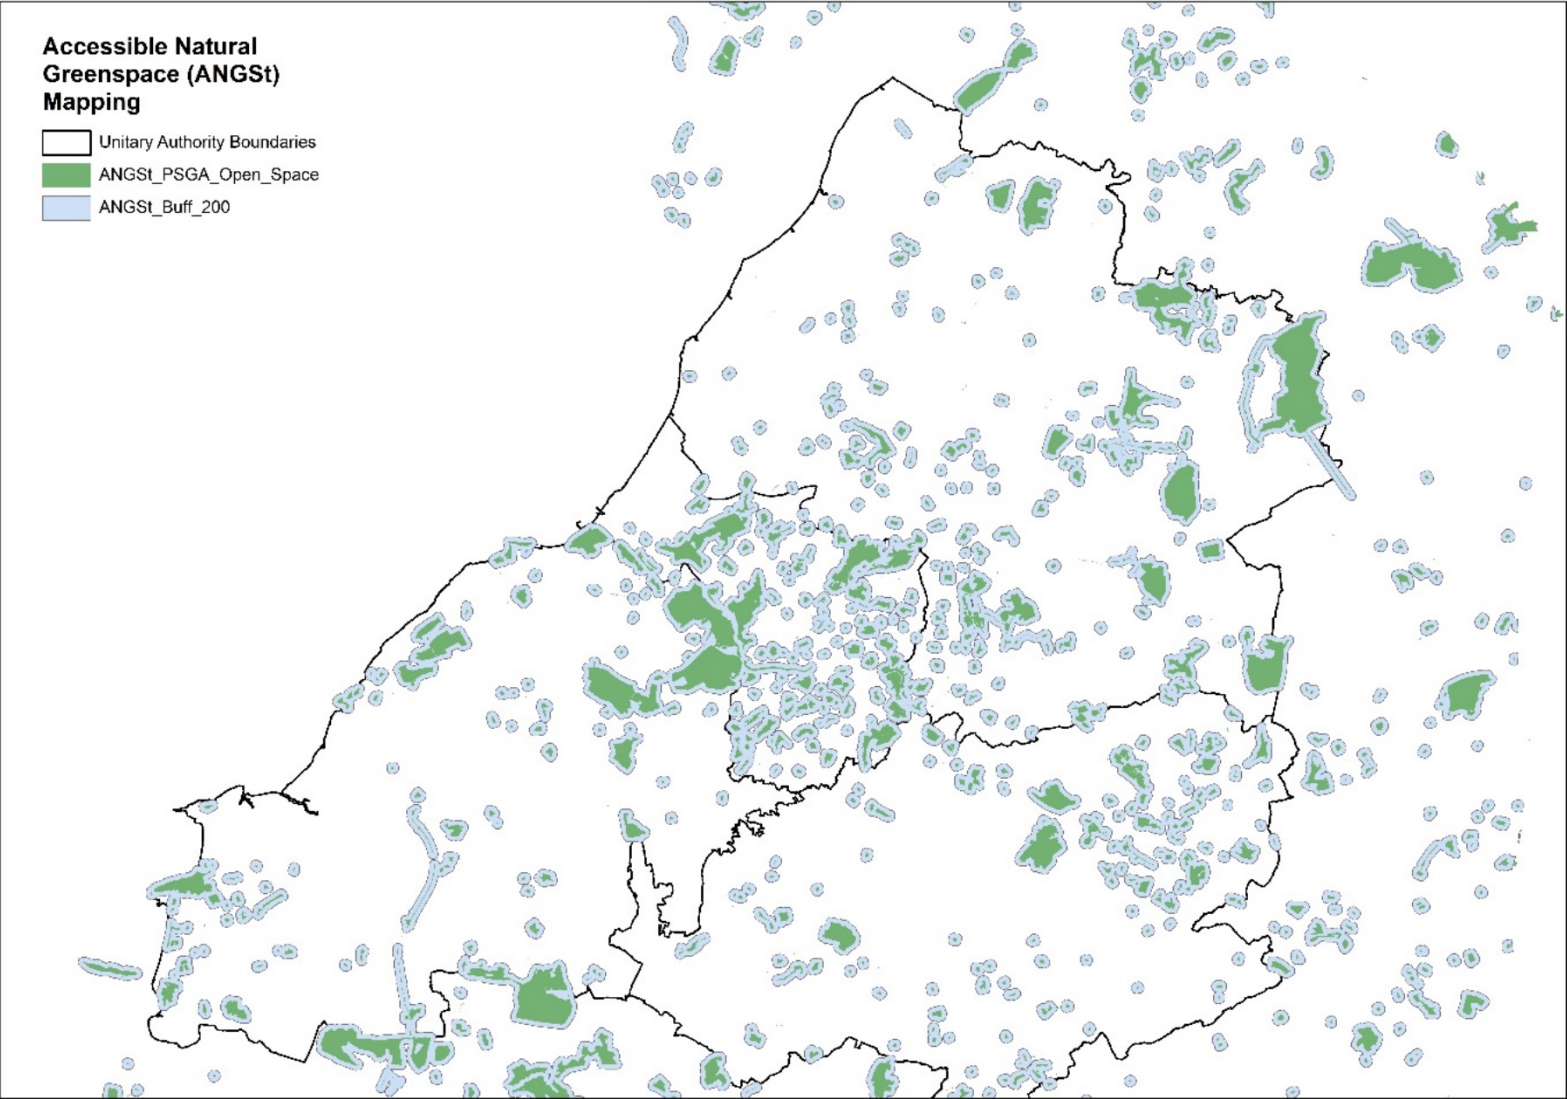 Accessible Natural
Greenspace (ANGSt)
Mapping
Unitary Authority Boundaries
ANGSt_PSGA_Open_Space
ANGSt_Buff_200